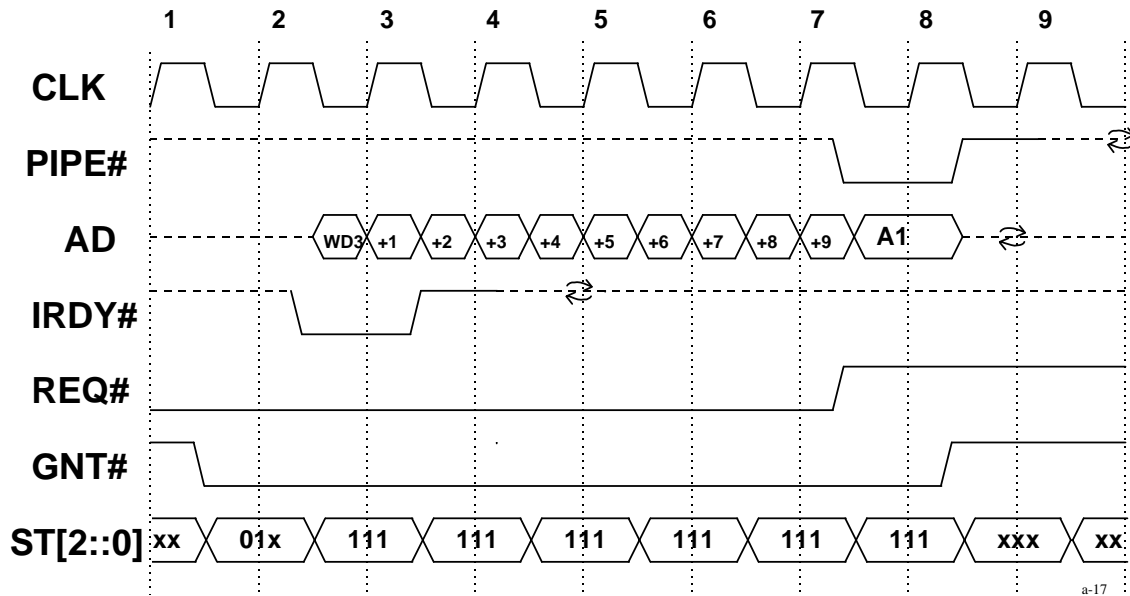 1 2 3 4 5 6 7 8 9
CLK
PIPE#
AD WD3 +1 +2 +3 +4 +5 +6 +7 +8 +9 A1
IRDY#
REQ#
GNT#
ST[2::0] xx 01x 111 111 111 111 111 111 xxx xx
a-17